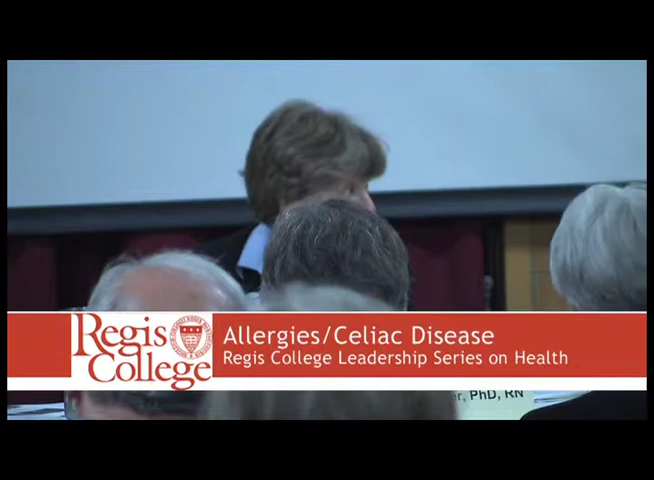 Regis
College
Allergies/Celiac Disease
Regis College Leadership Series on Health
PhD, RN